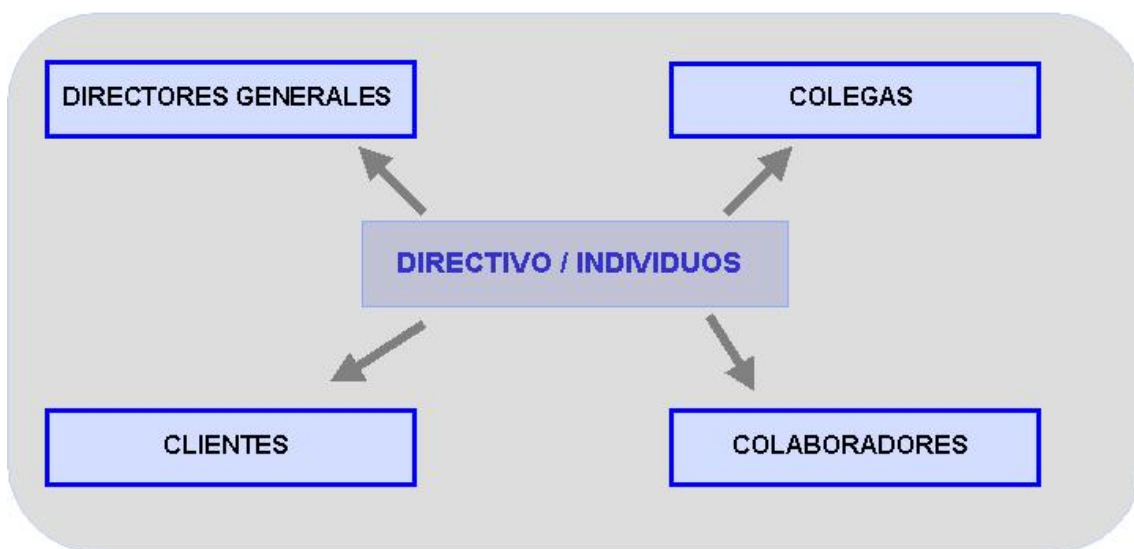 DIRECTORES GENERALES
COLEGAS
DIRECTIVO / INDIVIDUOS
CLIENTES
COLABORADORES